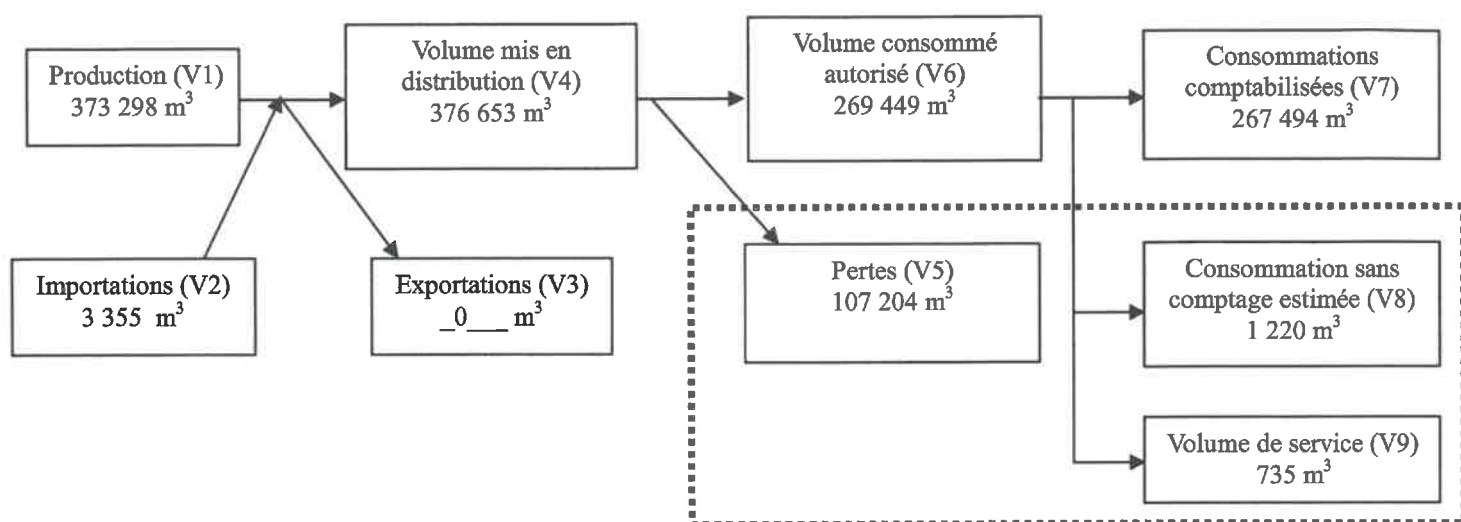 Production (V1)
373 298 m³
Volume mis en
distribution (V4)
376 653 m³
Volume consommé
autorisé (V6)
269 449 m³
Consommations
comptabilisées (V7)
267 494 m³
Importations (V2)
3 355 m³
Exportations (V3)
_0___ m³
Pertes (V5)
107 204 m³
Consommation sans
comptage estimée (V8)
1 220 m³
Volume de service (V9)
735 m³